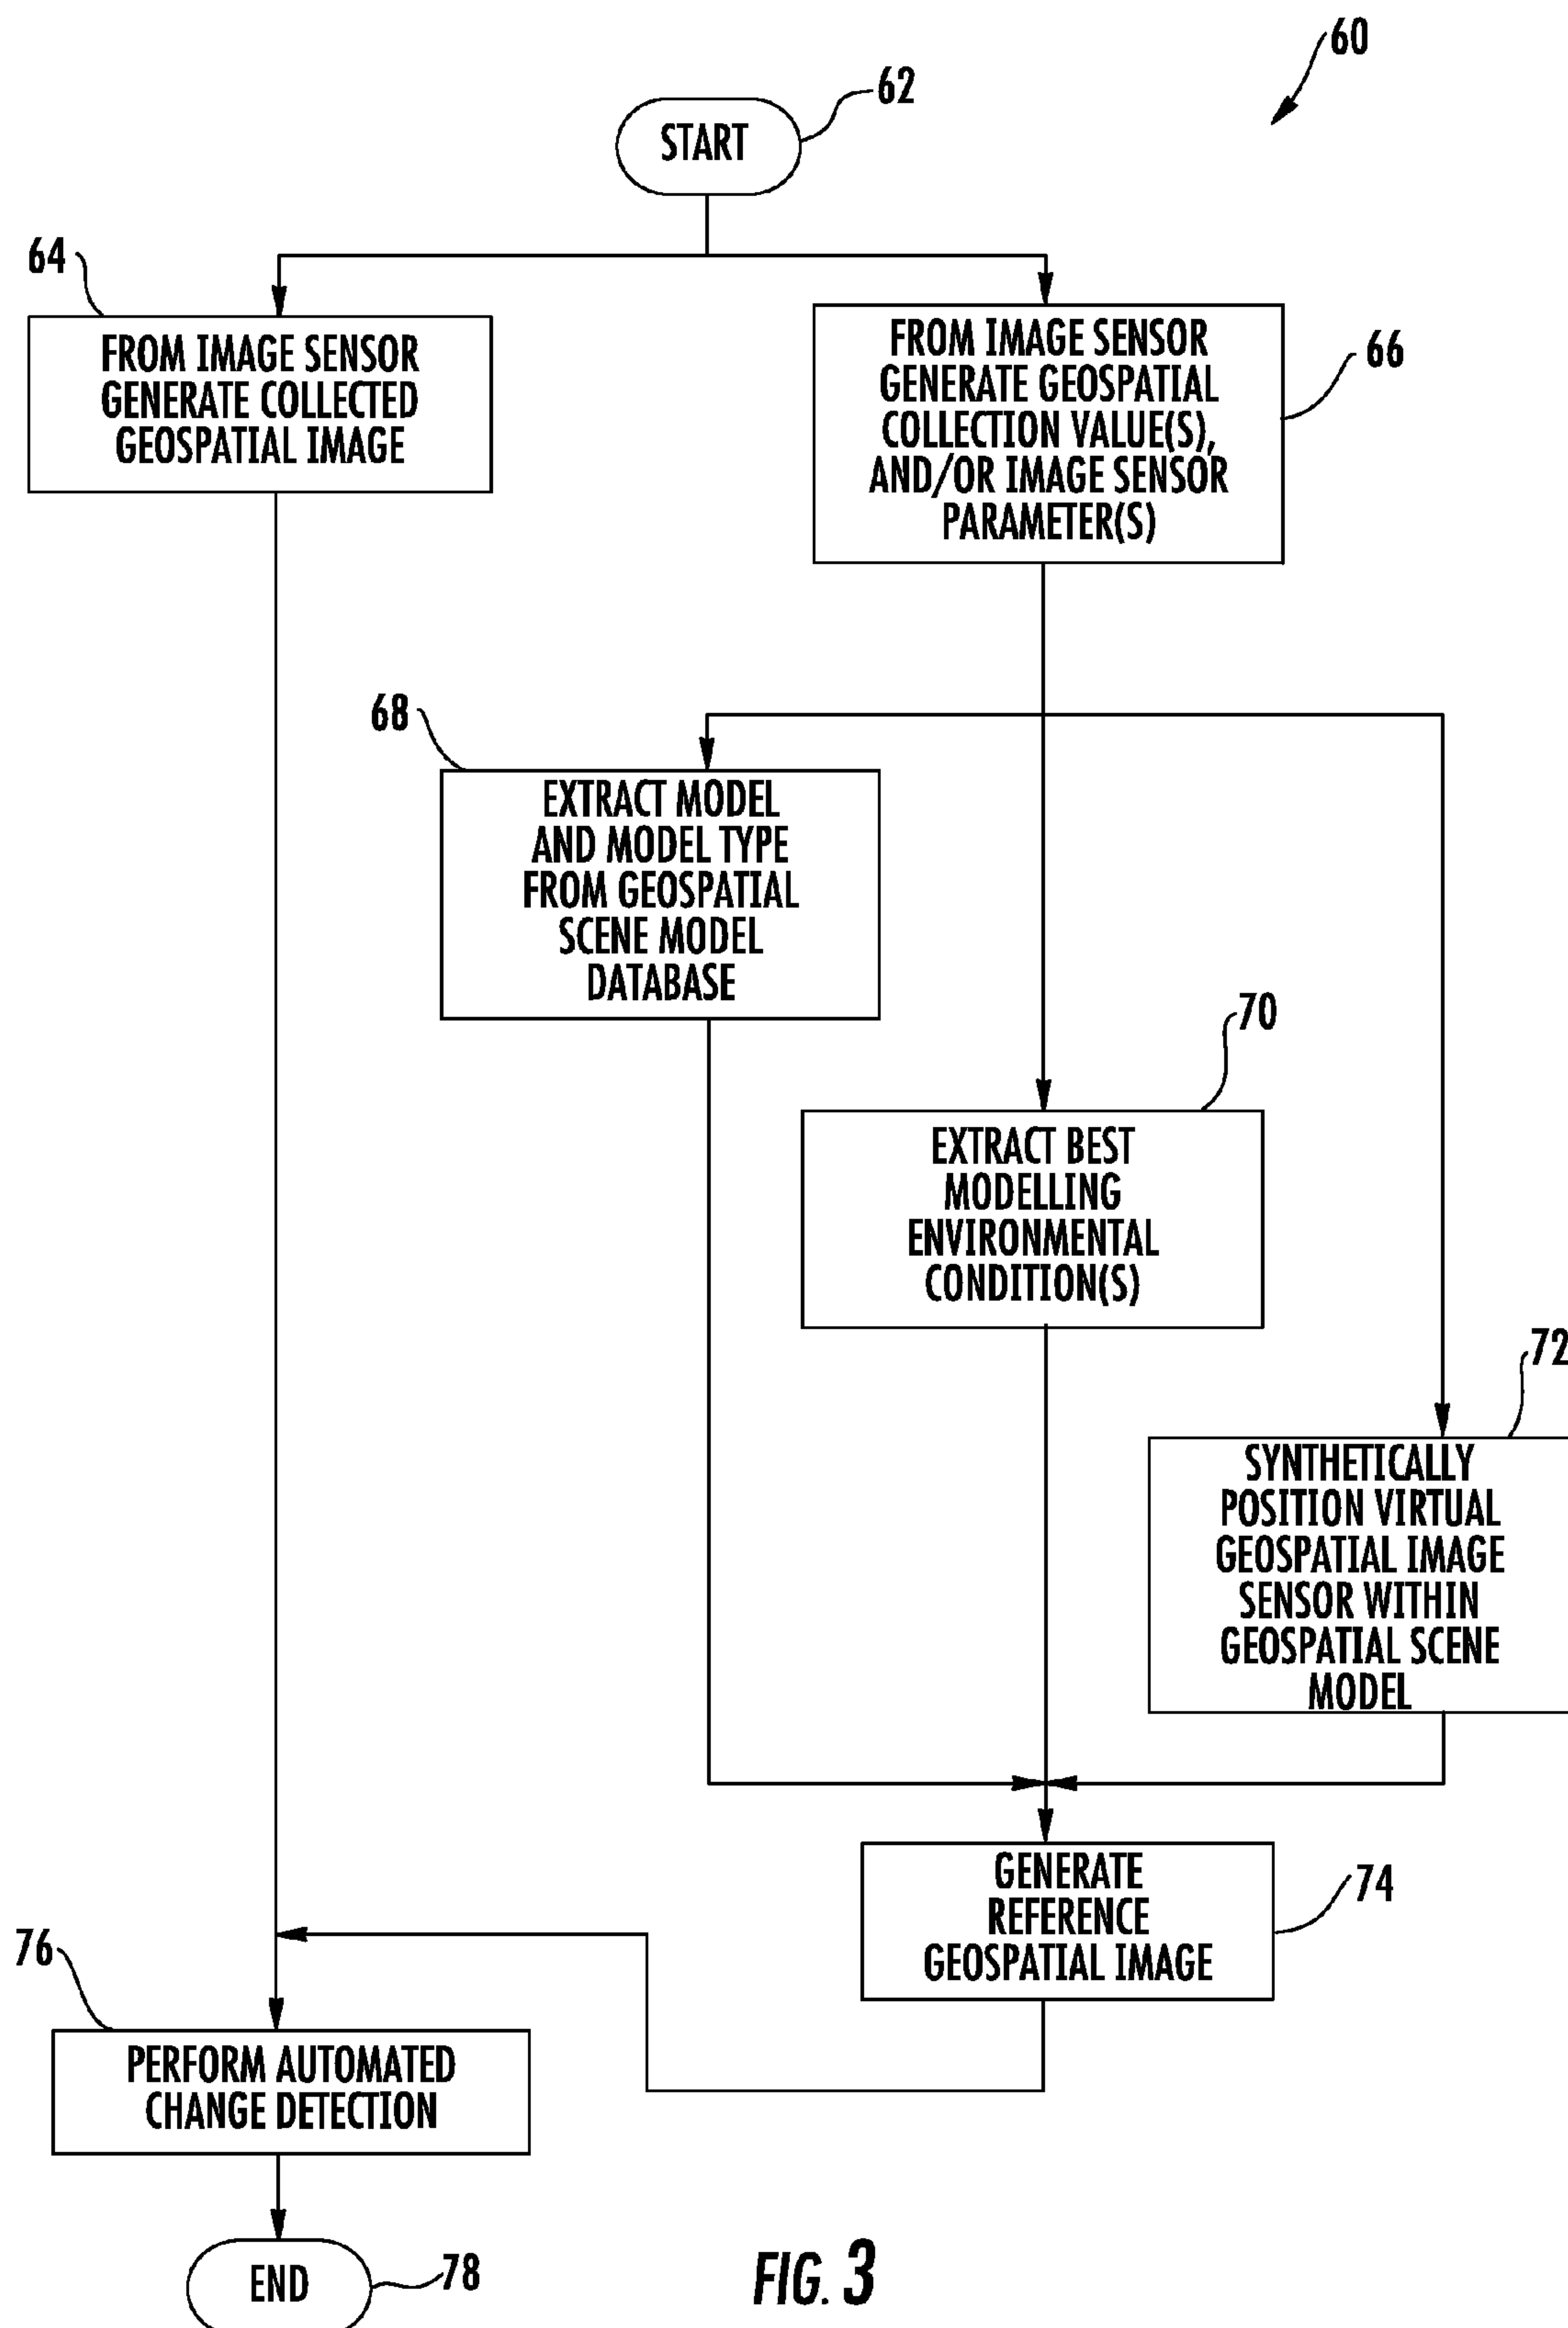 60
62
START
64
FROM IMAGE SENSOR
GENERATE COLLECTED
GEOSPATIAL IMAGE
FROM IMAGE SENSOR
GENERATE GEOSPATIAL
COLLECTION VALUE(S),
AND/OR IMAGE SENSOR
PARAMETER(S)
66
68
EXTRACT MODEL
AND MODEL TYPE
FROM GEOSPATIAL
SCENE MODEL
DATABASE
70
EXTRACT BEST
MODELLING
ENVIRONMENTAL
CONDITION(S)
72
SYNTHETICALLY
POSITION VIRTUAL
GEOSPATIAL IMAGE
SENSOR WITHIN
GEOSPATIAL SCENE
MODEL
GENERATE
REFERENCE
GEOSPATIAL IMAGE
74
76
PERFORM AUTOMATED
CHANGE DETECTION
END
78
FIG. 3